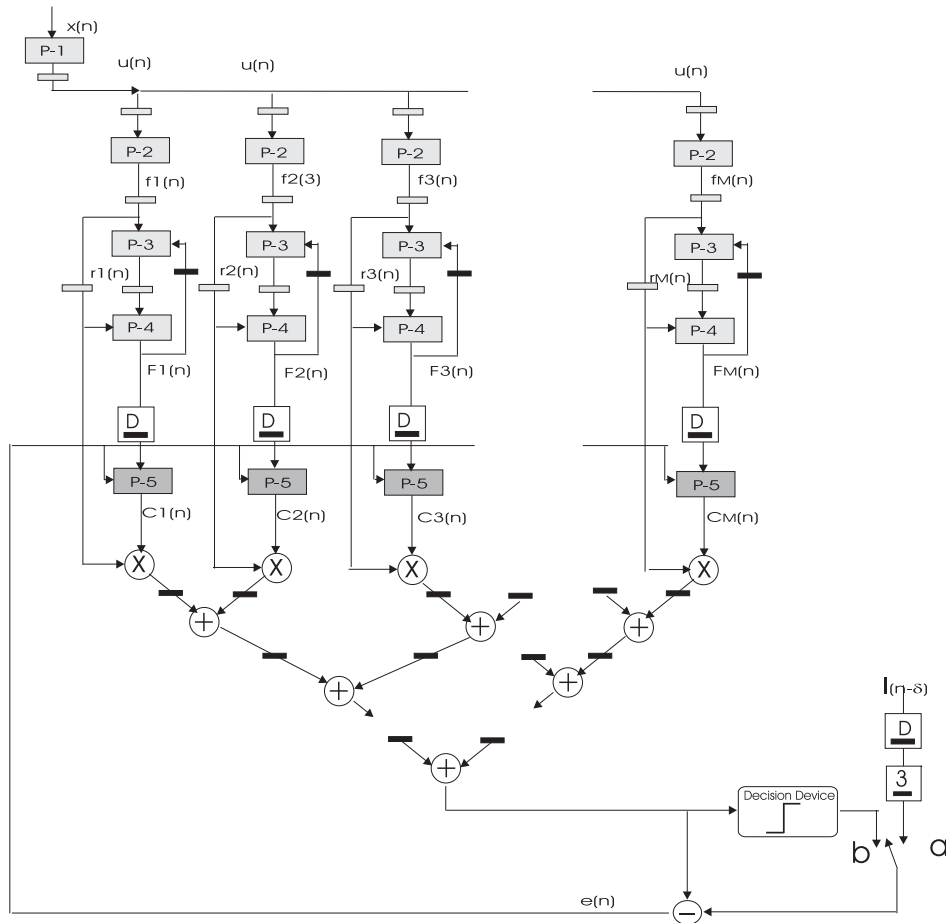 x(n)
P-1
u(n) u(n) u(n)
P-2 P-2 P-2 P-2
f1(n) f2(3) f3(n) fM(n)
P-3 P-3 P-3 P-3
r1(n) r2(n) r3(n) rM(n)
P-4 P-4 P-4 P-4
F1(n) F2(n) F3(n) FM(n)
D D D D
P-5 P-5 P-5 P-5
C1(n) C2(n) C3(n) CM(n)
X X X X
+ +
+ +
+
I(n-δ)
D
3
Decision Device
b a
e(n)
−